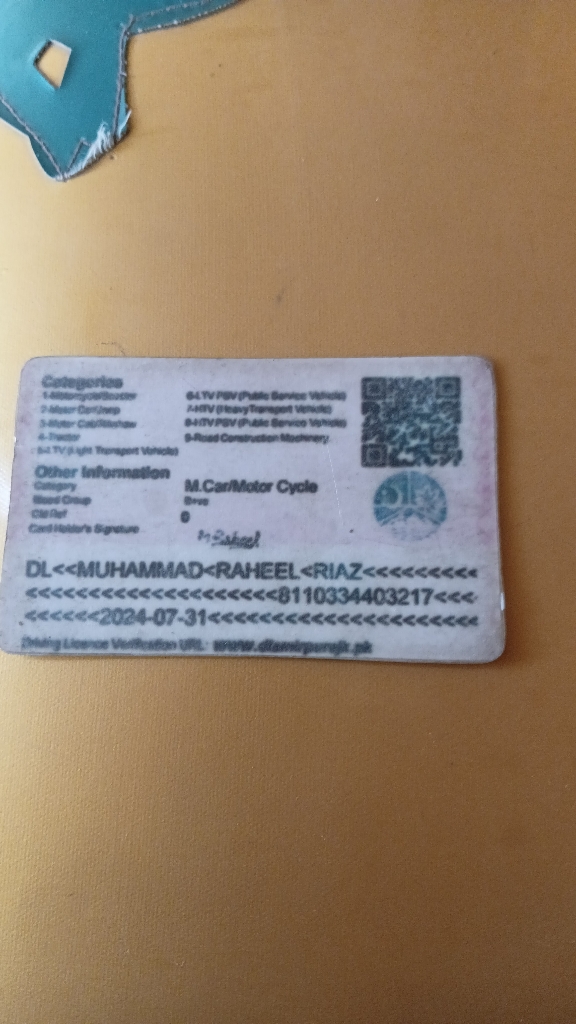 Categories
1-Motorcycle/Scooter
6-LTV PSV (Public Service Vehicle)
2-Motor Car/Jeep
7-HTV (Heavy Transport Vehicle)
3-Motor Cab/Rickshaw
8-HTV PSV (Public Service Vehicle)
4-Tractor
9-Road Construction Machinery
5-LTV (Light Transport Vehicle)
Other Information
Category M.Car/Motor Cycle
Blood Group B+ve
Old Ref 0
Card Holder's Signature
DL<<MUHAMMAD<RAHEEL<RIAZ<<<<<<<<<
<<<<<<<<<<<<<<<<<<<<8110334403217<<<<
<<<<<<2024-07-31<<<<<<<<<<<<<<<<<<<<<<
Driving Licence Verification URL: www.dlsmirpurajk.pk